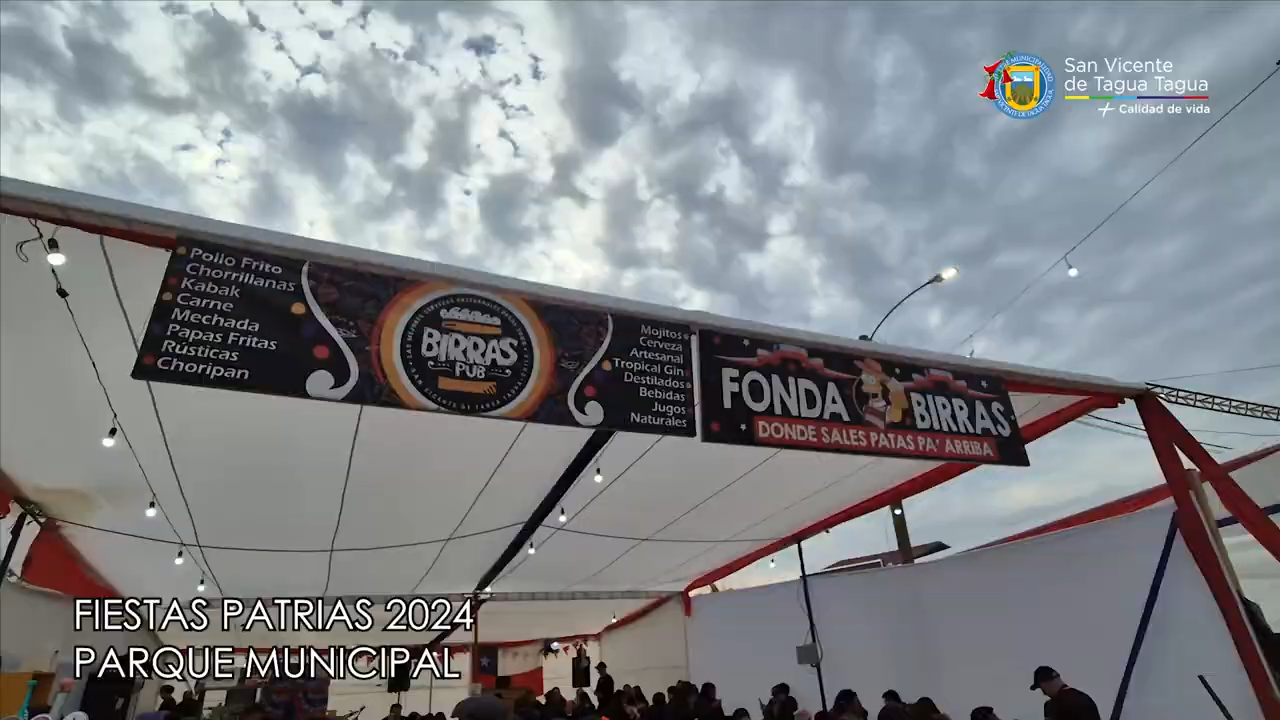 San Vicente
de Tagua Tagua
+ Calidad de vida
Pollo Frito
Chorrillanas
Kabak
Carne
Mechada
Papas Fritas
Rústicas
Choripan
BIRRAS
PUB
Mojitos
Cerveza
Artesanal
Tropical Gin
Destilados
Bebidas
Jugos
Naturales
FONDA BIRRAS
DONDE SALES PATAS PA' ARRIBA
FIESTAS PATRIAS 2024
PARQUE MUNICIPAL